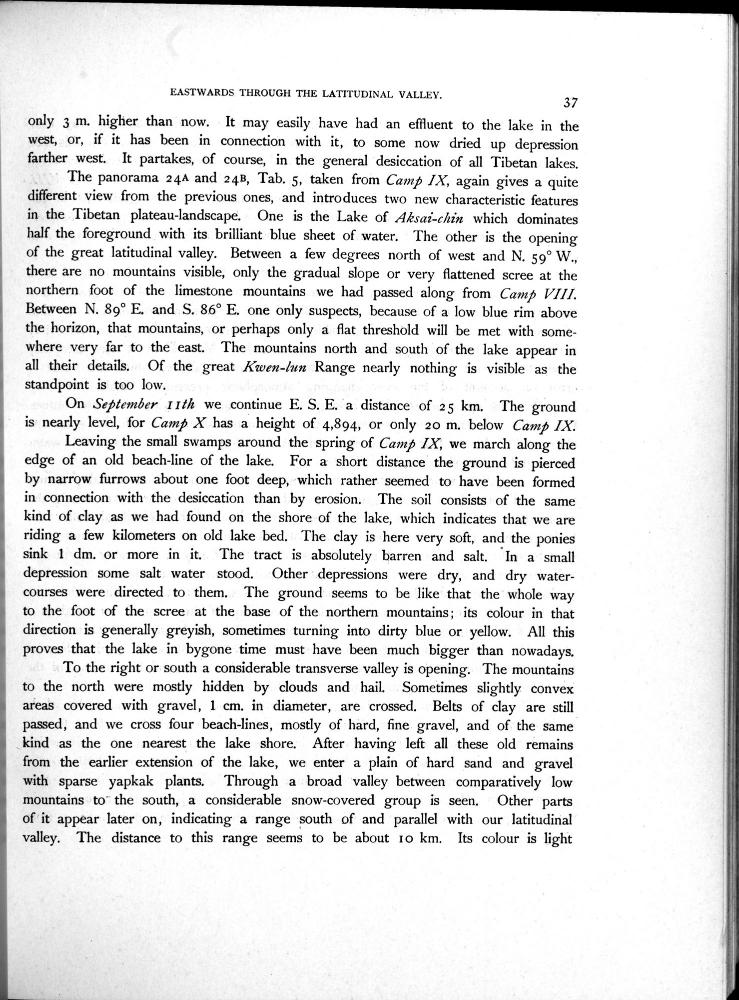 EASTWARDS THROUGH THE LATITUDINAL VALLEY.
37
only 3 m. higher than now. It may easily have had an effluent to the lake in the
west, or, if it has been in connection with it, to some now dried up depression
farther west. It partakes, of course, in the general desiccation of all Tibetan lakes.
The panorama 24A and 24B, Tab. 5, taken from Camp IX, again gives a quite
different view from the previous ones, and introduces two new characteristic features
in the Tibetan plateau-landscape. One is the Lake of Aksai-chin which dominates
half the foreground with its brilliant blue sheet of water. The other is the opening
of the great latitudinal valley. Between a few degrees north of west and N. 59° W.,
there are no mountains visible, only the gradual slope or very flattened scree at the
northern foot of the limestone mountains we had passed along from Camp VIII.
Between N. 89° E. and S. 86° E. one only suspects, because of a low blue rim above
the horizon, that mountains, or perhaps only a flat threshold will be met with some-
where very far to the east. The mountains north and south of the lake appear in
all their details. Of the great Kwen-lun Range nearly nothing is visible as the
standpoint is too low.
On September 11th we continue E. S. E. a distance of 25 km. The ground
is nearly level, for Camp X has a height of 4,894, or only 20 m. below Camp IX.
Leaving the small swamps around the spring of Camp IX, we march along the
edge of an old beach-line of the lake. For a short distance the ground is pierced
by narrow furrows about one foot deep, which rather seemed to have been formed
in connection with the desiccation than by erosion. The soil consists of the same
kind of clay as we had found on the shore of the lake, which indicates that we are
riding a few kilometers on old lake bed. The clay is here very soft, and the ponies
sink 1 dm. or more in it. The tract is absolutely barren and salt. In a small
depression some salt water stood. Other depressions were dry, and dry water-
courses were directed to them. The ground seems to be like that the whole way
to the foot of the scree at the base of the northern mountains; its colour in that
direction is generally greyish, sometimes turning into dirty blue or yellow. All this
proves that the lake in bygone time must have been much bigger than nowadays.
To the right or south a considerable transverse valley is opening. The mountains
to the north were mostly hidden by clouds and hail. Sometimes slightly convex
areas covered with gravel, 1 cm. in diameter, are crossed. Belts of clay are still
passed, and we cross four beach-lines, mostly of hard, fine gravel, and of the same
kind as the one nearest the lake shore. After having left all these old remains
from the earlier extension of the lake, we enter a plain of hard sand and gravel
with sparse yapkak plants. Through a broad valley between comparatively low
mountains to the south, a considerable snow-covered group is seen. Other parts
of it appear later on, indicating a range south of and parallel with our latitudinal
valley. The distance to this range seems to be about 10 km. Its colour is light